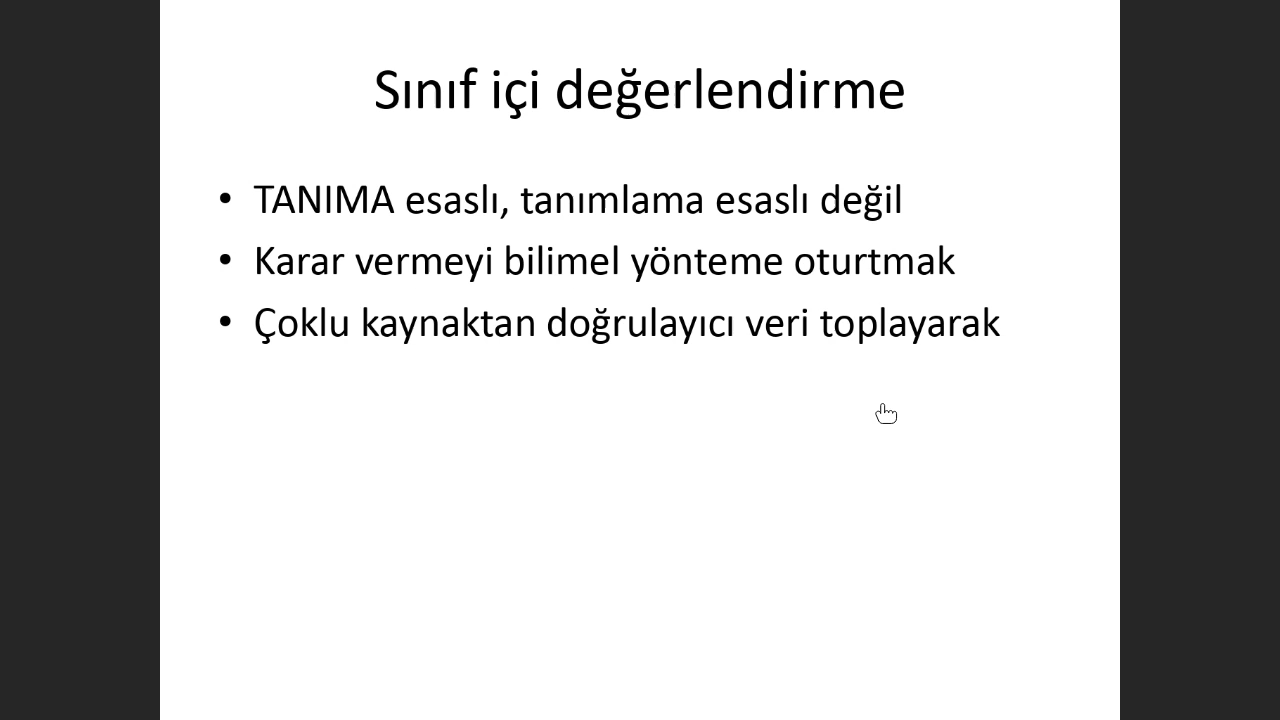 Sınıf içi değerlendirme
• TANIMA esaslı, tanımlama esaslı değil
• Karar vermeyi bilimel yönteme oturtmak
• Çoklu kaynaktan doğrulayıcı veri toplayarak